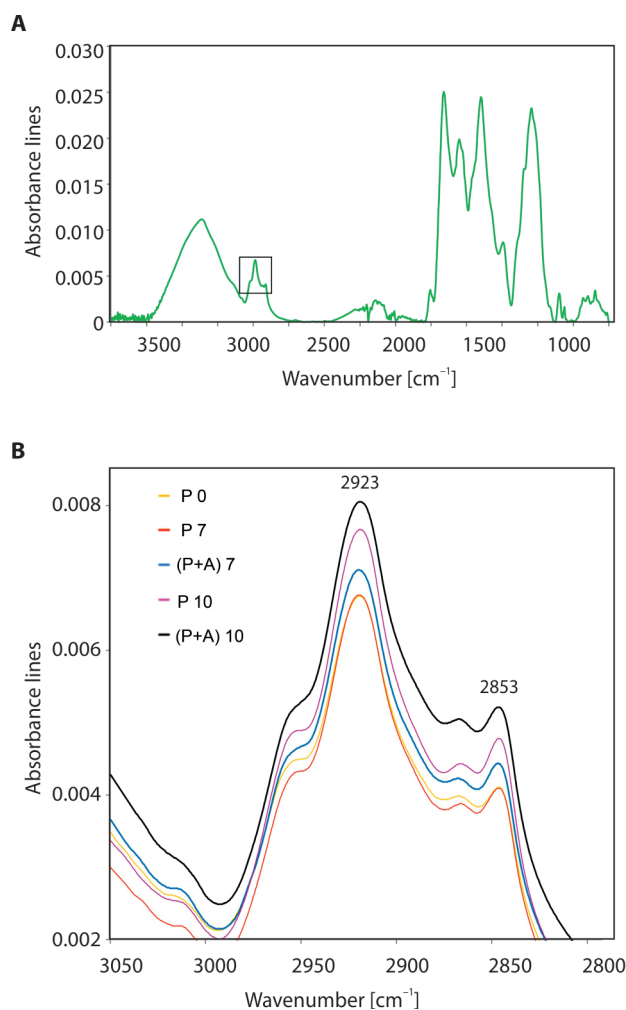 A
Absorbance lines
0.030
0.025
0.020
0.015
0.010
0.005
0
3500 3000 2500 2000 1500 1000
Wavenumber [cm⁻¹]
B
Absorbance lines
0.008
0.006
0.004
0.002
P 0
P 7
(P+A) 7
P 10
(P+A) 10
2923
2853
3050 3000 2950 2900 2850 2800
Wavenumber [cm⁻¹]